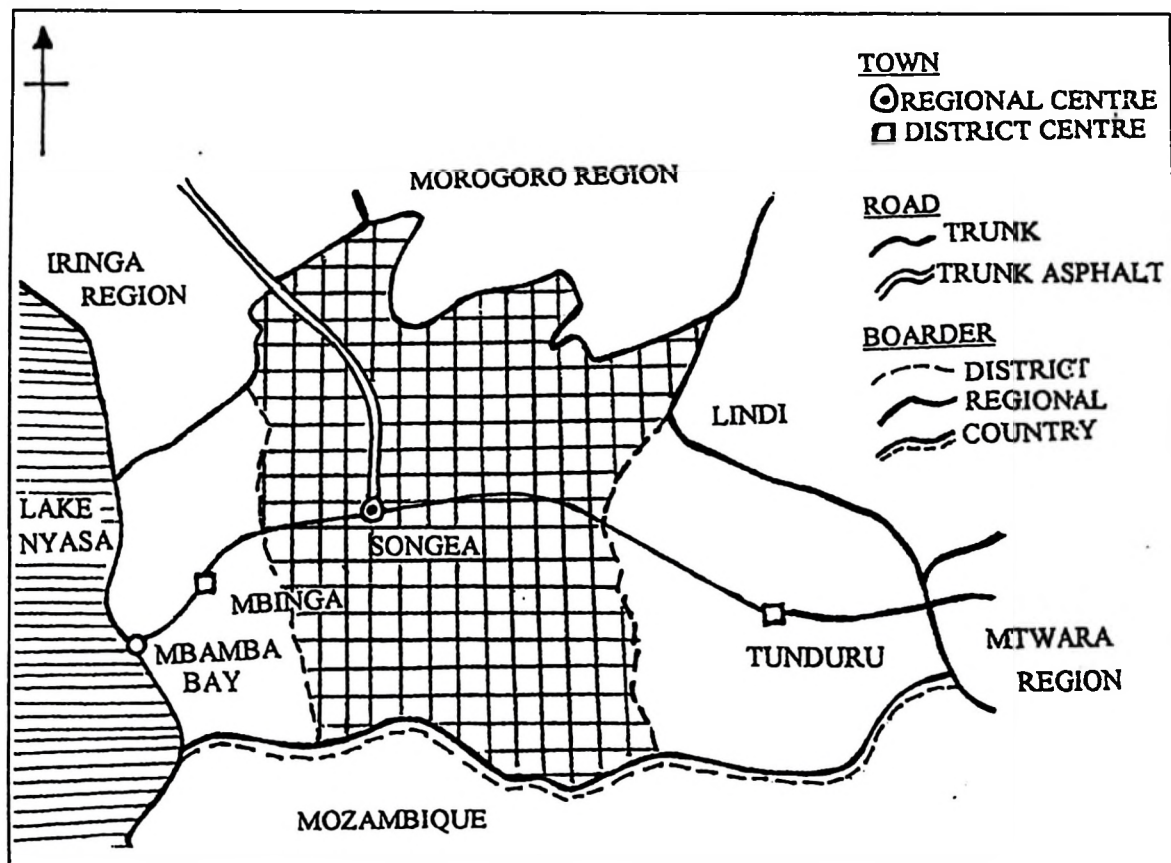 TOWN
REGIONAL CENTRE
DISTRICT CENTRE
MOROGORO REGION
ROAD
TRUNK
TRUNK ASPHALT
IRINGA
REGION
BOARDER
DISTRICT
REGIONAL
COUNTRY
LINDI
LAKE
NYASA
SONGEA
MBINGA
MBAMBA
BAY
TUNDURU
MTWARA
REGION
MOZAMBIQUE